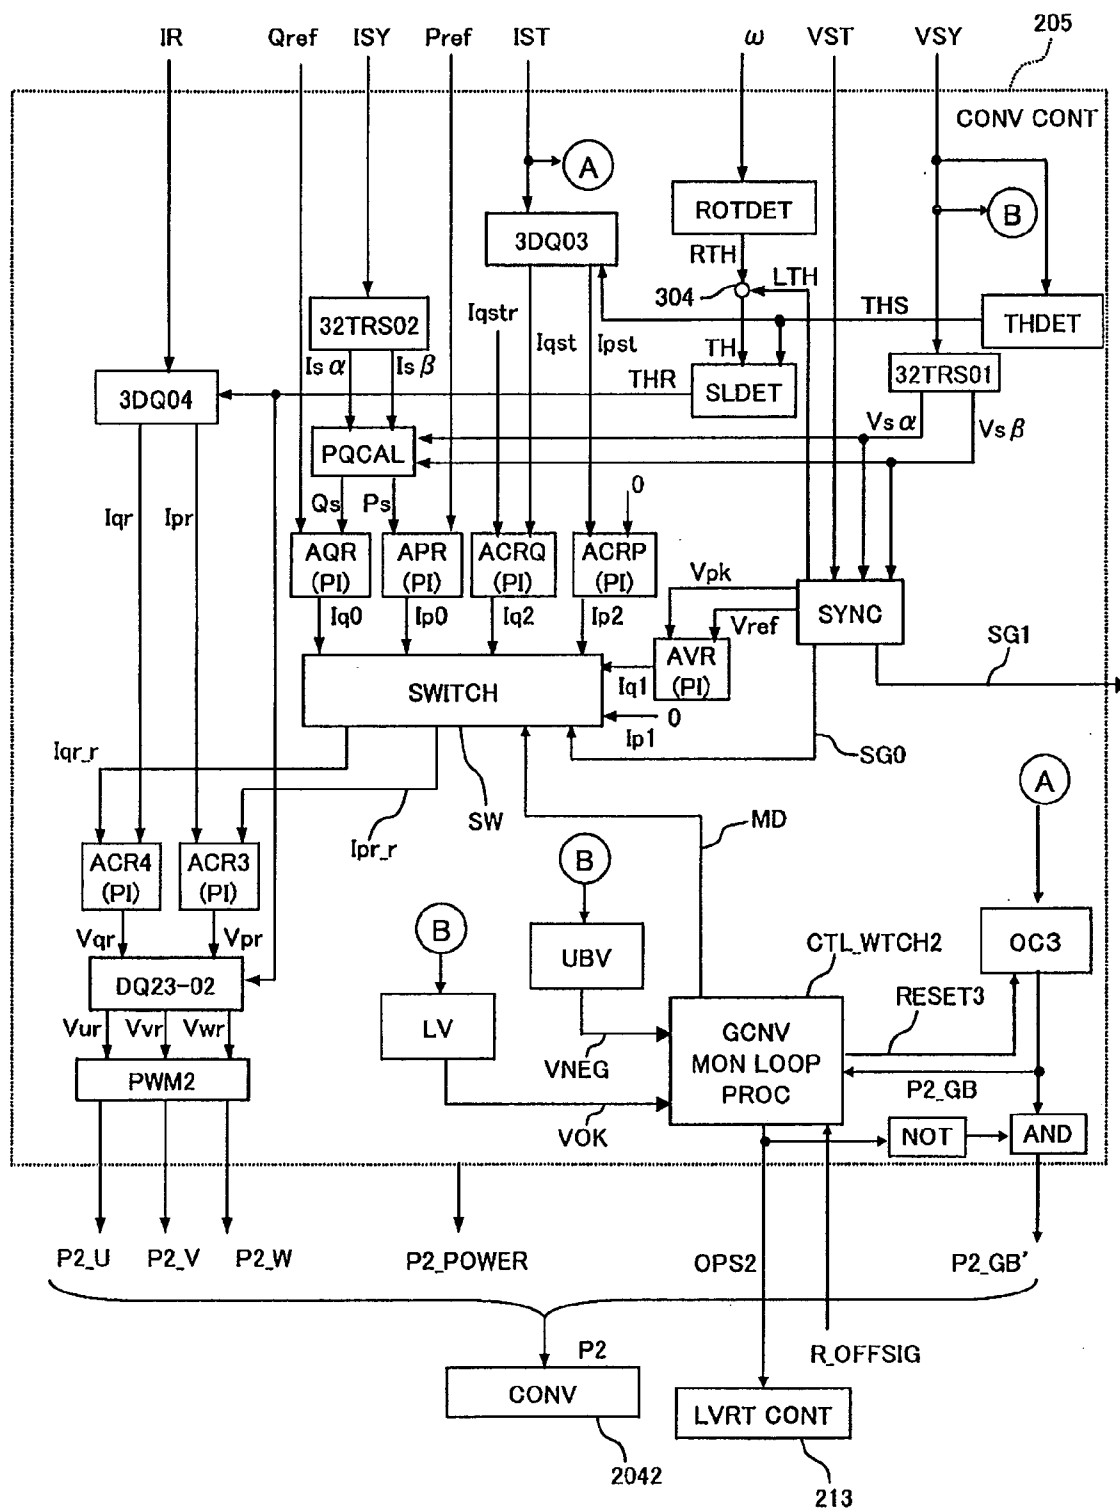 205
IR Qref ISY Pref IST ω VST VSY
CONV CONT
A
ROTDET
B
3DQ03
RTH
LTH
304
THS
THDET
32TRS02
Iqstr
Iqst
Ipst
TH
32TRS01
Isα
Isβ
THR
SLDET
3DQ04
Vsα
Vsβ
PQCAL
Iqr
Ipr
Qs
Ps
0
AQR
(PI)
APR
(PI)
ACRQ
(PI)
ACRP
(PI)
Vpk
SYNC
Iq0
Ip0
Iq2
Ip2
Vref
SG1
AVR
(PI)
SWITCH
Iq1
0
Ip1
Iqr_r
SG0
A
SW
MD
Ipr_r
B
ACR4
(PI)
ACR3
(PI)
B
OC3
Vqr
Vpr
UBV
CTL_WTCH2
DQ23-02
RESET3
LV
GCNV
MON LOOP
PROC
Vur
Vvr
Vwr
VNEG
PWM2
P2_GB
VOK
NOT
AND
P2_U
P2_V
P2_W
P2_POWER
OPS2
P2_GB'
P2
R_OFFSIG
CONV
LVRT CONT
2042
213